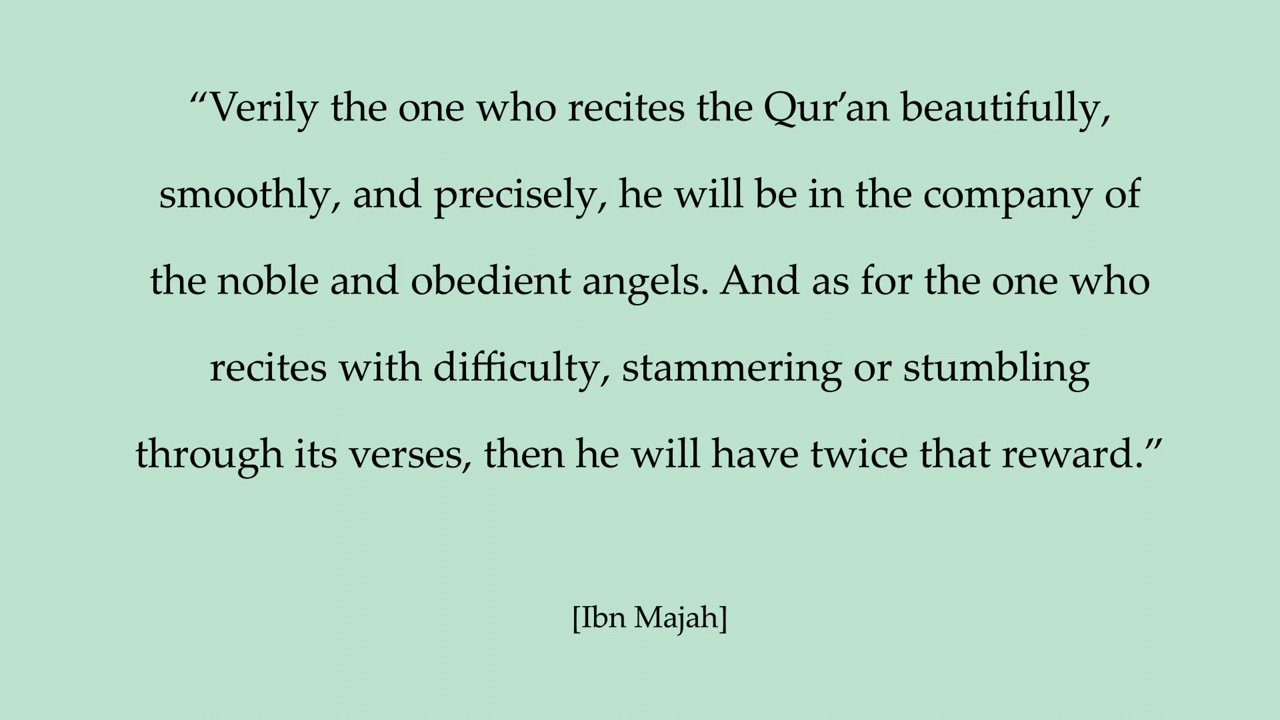 “Verily the one who recites the Qur’an beautifully,
smoothly, and precisely, he will be in the company of
the noble and obedient angels. And as for the one who
recites with difficulty, stammering or stumbling
through its verses, then he will have twice that reward.”
[Ibn Majah]